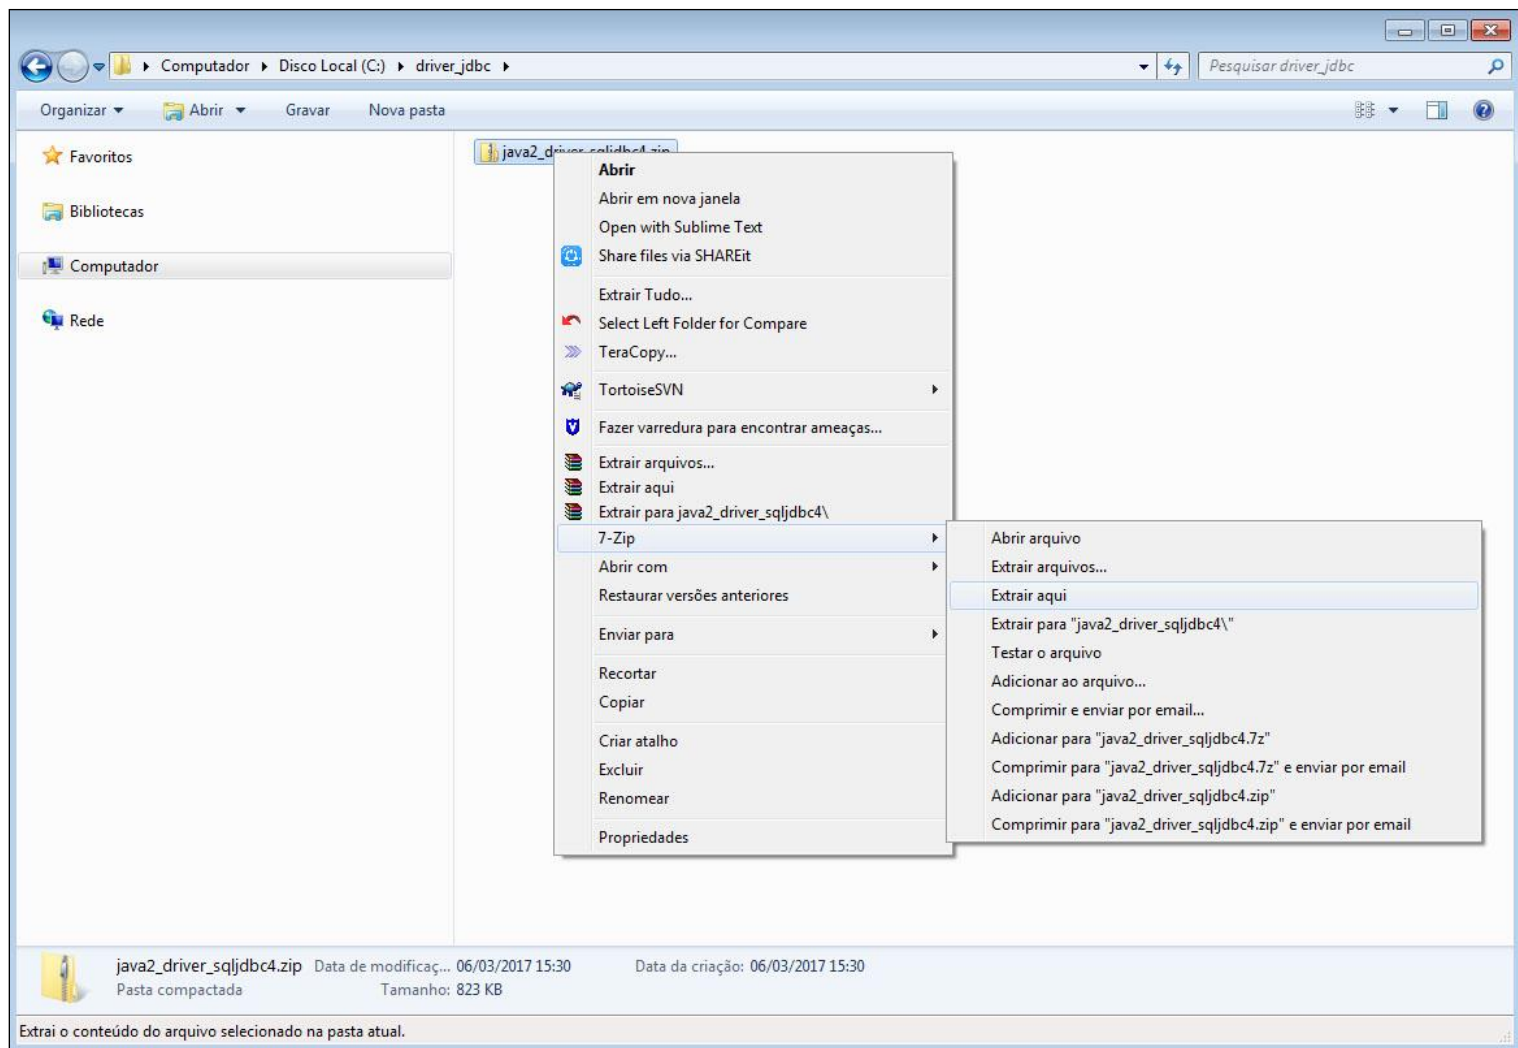 Computador Disco Local (C:) driver_jdbc
Pesquisar driver_jdbc
Organizar Abrir Gravar Nova pasta
Favoritos
Bibliotecas
Computador
Rede
java2_driver_sqljdbc4.zip
Abrir
Abrir em nova janela
Open with Sublime Text
Share files via SHAREit
Extrair Tudo...
Select Left Folder for Compare
TeraCopy...
TortoiseSVN
Fazer varredura para encontrar ameaças...
Extrair arquivos...
Extrair aqui
Extrair para java2_driver_sqljdbc4\
7-Zip
Abrir com
Restaurar versões anteriores
Enviar para
Recortar
Copiar
Criar atalho
Excluir
Renomear
Propriedades
Abrir arquivo
Extrair arquivos...
Extrair aqui
Extrair para "java2_driver_sqljdbc4\"
Testar o arquivo
Adicionar ao arquivo...
Comprimir e enviar por email...
Adicionar para "java2_driver_sqljdbc4.7z"
Comprimir para "java2_driver_sqljdbc4.7z" e enviar por email
Adicionar para "java2_driver_sqljdbc4.zip"
Comprimir para "java2_driver_sqljdbc4.zip" e enviar por email
java2_driver_sqljdbc4.zip Data de modificaç... 06/03/2017 15:30 Data da criação: 06/03/2017 15:30
Pasta compactada Tamanho: 823 KB
Extrai o conteúdo do arquivo selecionado na pasta atual.